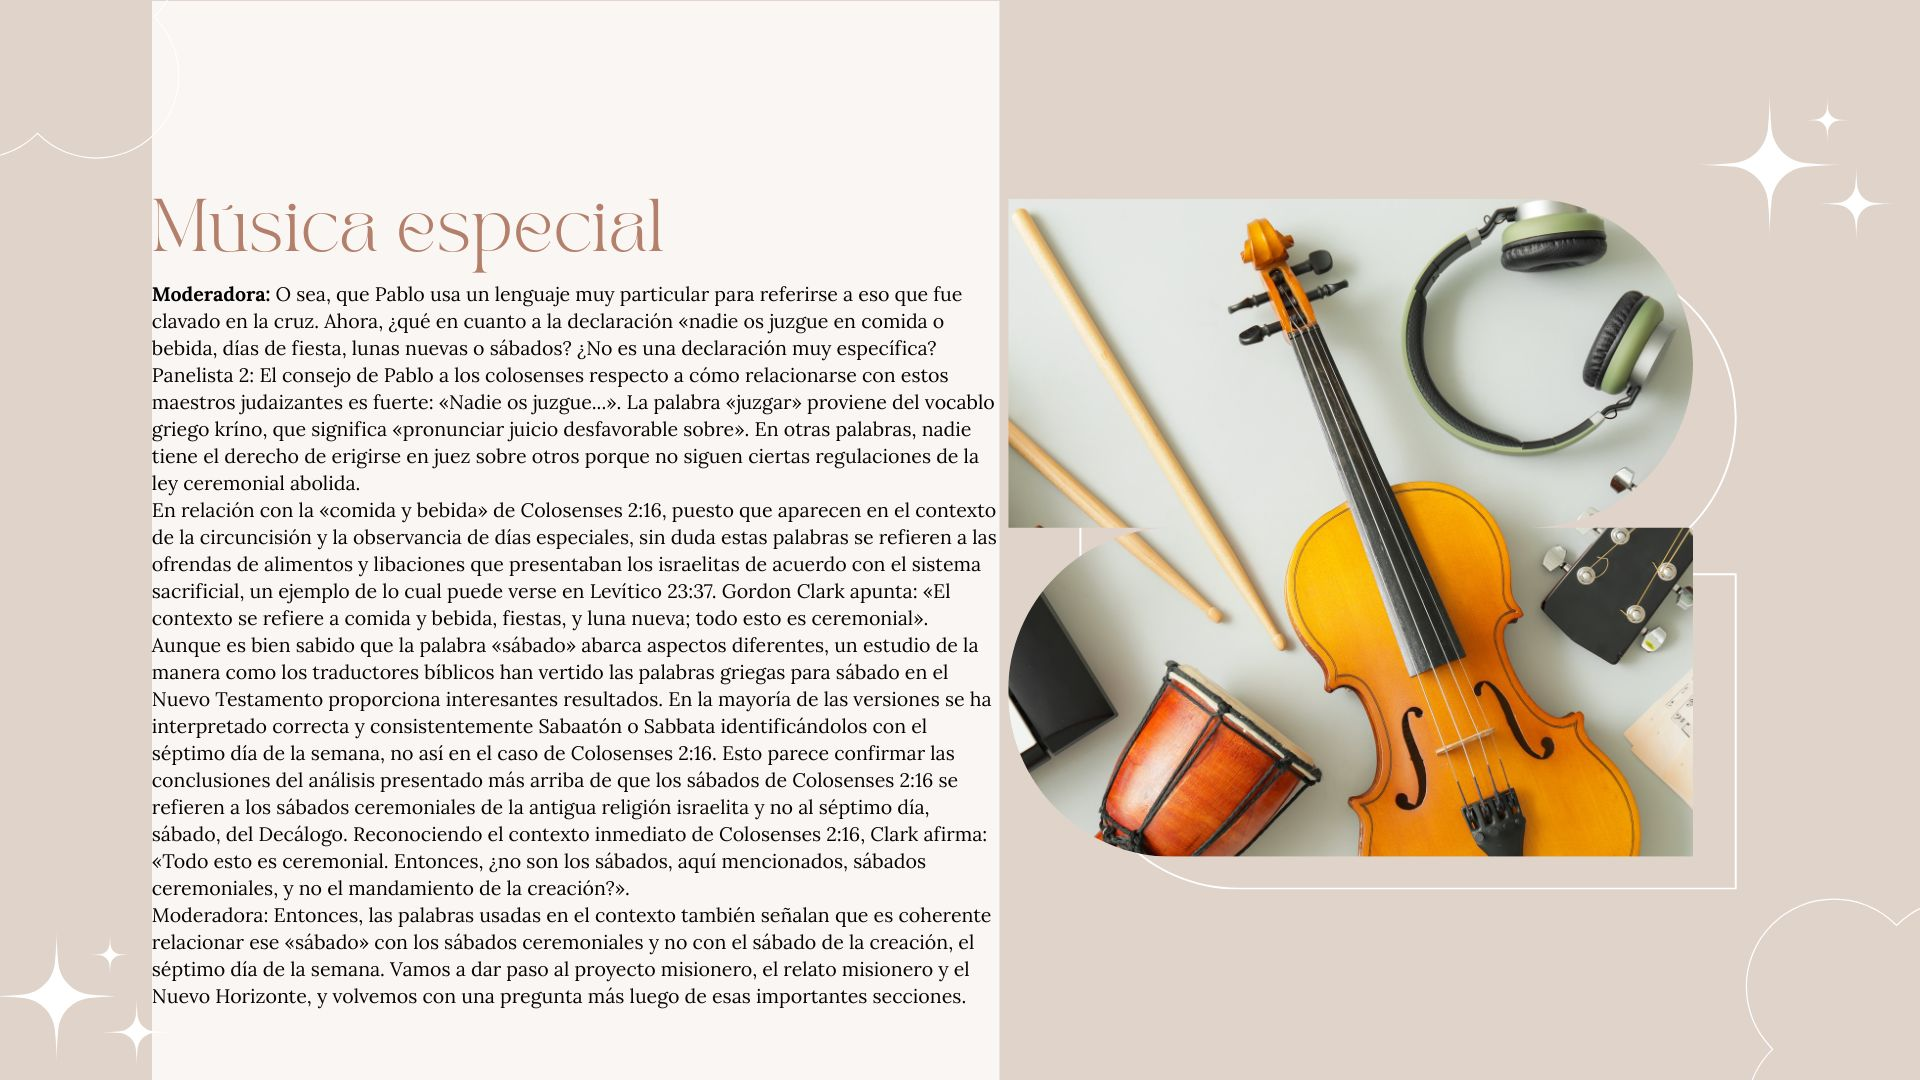 Música especial
Moderadora: O sea, que Pablo usa un lenguaje muy particular para referirse a eso que fue
clavado en la cruz. Ahora, ¿qué en cuanto a la declaración «nadie os juzgue en comida o
bebida, días de fiesta, lunas nuevas o sábados? ¿No es una declaración muy específica?
Panelista 2: El consejo de Pablo a los colosenses respecto a cómo relacionarse con estos
maestros judaizantes es fuerte: «Nadie os juzgue...». La palabra «juzgar» proviene del vocablo
griego kríno, que significa «pronunciar juicio desfavorable sobre». En otras palabras, nadie
tiene el derecho de erigirse en juez sobre otros porque no siguen ciertas regulaciones de la
ley ceremonial abolida.
En relación con la «comida y bebida» de Colosenses 2:16, puesto que aparecen en el contexto
de la circuncisión y la observancia de días especiales, sin duda estas palabras se refieren a las
ofrendas de alimentos y libaciones que presentaban los israelitas de acuerdo con el sistema
sacrificial, un ejemplo de lo cual puede verse en Levítico 23:37. Gordon Clark apunta: «El
contexto se refiere a comida y bebida, fiestas, y luna nueva; todo esto es ceremonial».
Aunque es bien sabido que la palabra «sábado» abarca aspectos diferentes, un estudio de la
manera como los traductores bíblicos han vertido las palabras griegas para sábado en el
Nuevo Testamento proporciona interesantes resultados. En la mayoría de las versiones se ha
interpretado correcta y consistentemente Sabaatón o Sabbata identificándolos con el
séptimo día de la semana, no así en el caso de Colosenses 2:16. Esto parece confirmar las
conclusiones del análisis presentado más arriba de que los sábados de Colosenses 2:16 se
refieren a los sábados ceremoniales de la antigua religión israelita y no al séptimo día,
sábado, del Decálogo. Reconociendo el contexto inmediato de Colosenses 2:16, Clark afirma:
«Todo esto es ceremonial. Entonces, ¿no son los sábados, aquí mencionados, sábados
ceremoniales, y no el mandamiento de la creación?».
Moderadora: Entonces, las palabras usadas en el contexto también señalan que es coherente
relacionar ese «sábado» con los sábados ceremoniales y no con el sábado de la creación, el
séptimo día de la semana. Vamos a dar paso al proyecto misionero, el relato misionero y el
Nuevo Horizonte, y volvemos con una pregunta más luego de esas importantes secciones.